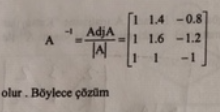 A⁻¹ = AdjA / |A| = [1 1.4 −0.8
1 1.6 −1.2
1 1 −1]
olur . Böylece çözüm